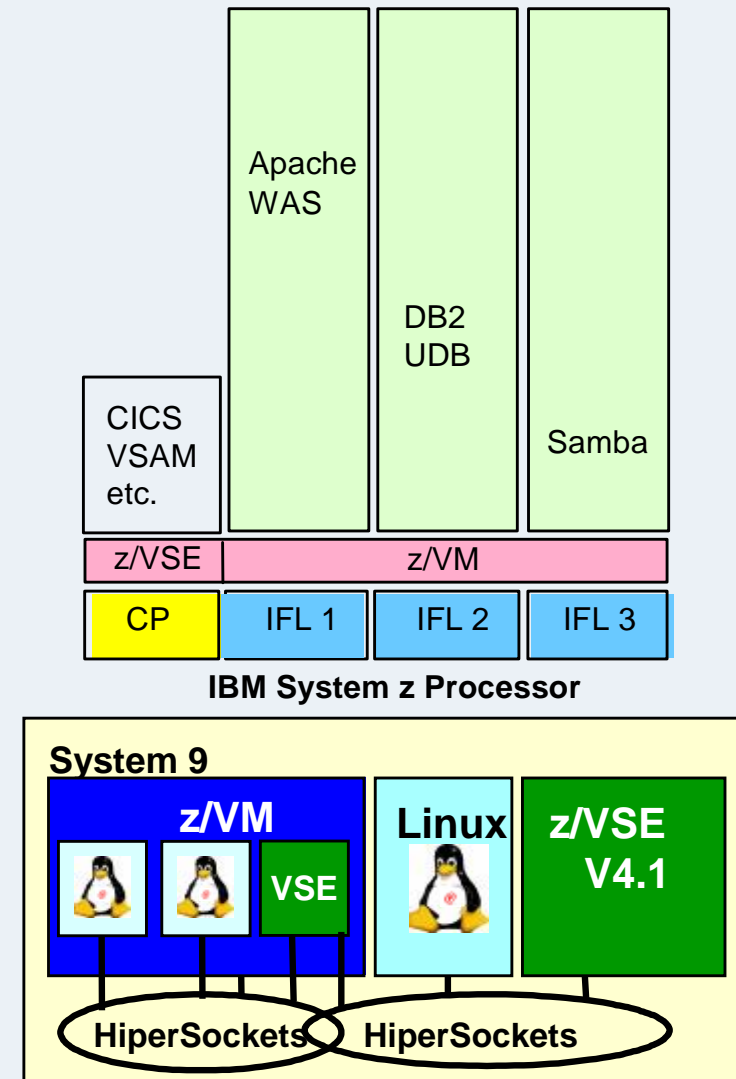 Apache
WAS
DB2
UDB
CICS
VSAM
etc.
Samba
z/VSE
z/VM
CP
IFL 1
IFL 2
IFL 3
IBM System z Processor
System 9
z/VM
Linux
z/VSE
V4.1
VSE
HiperSockets
HiperSockets